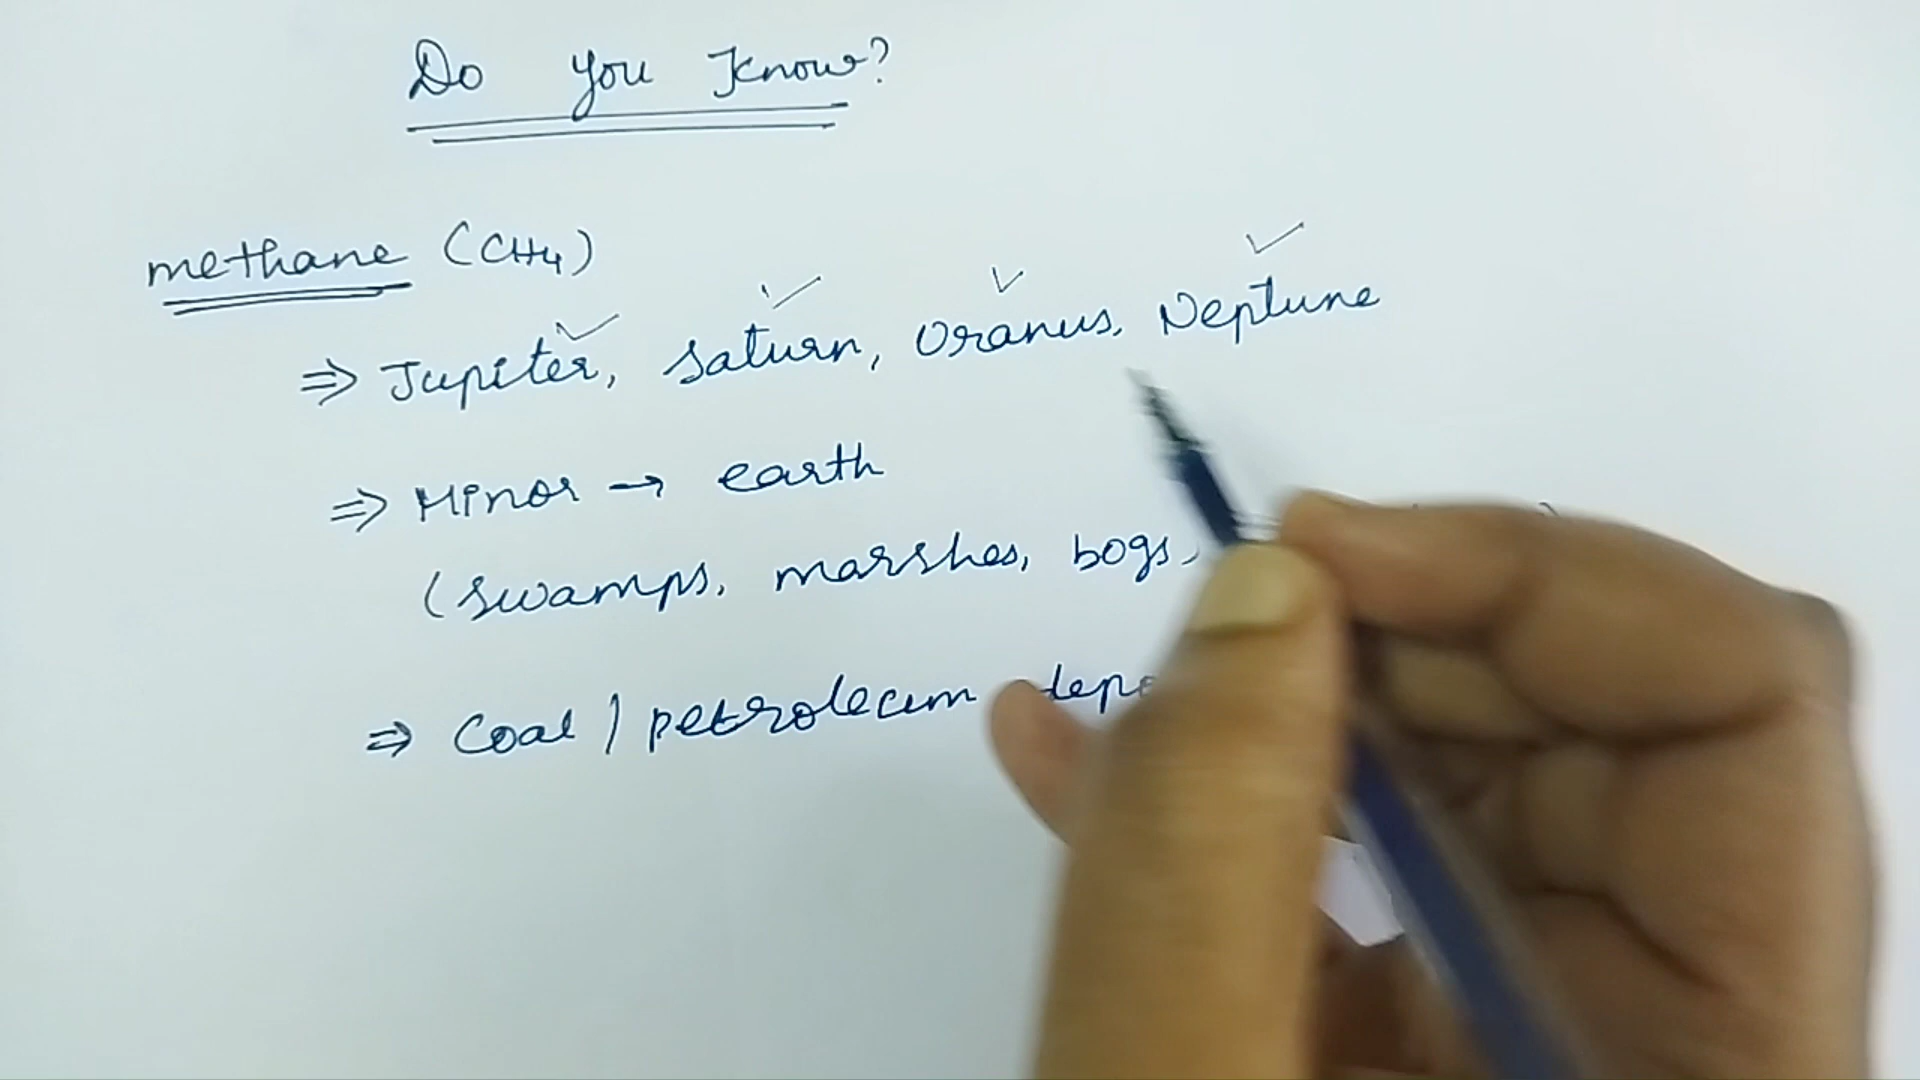 Do You Know?
methane (CH4)
⇒ Jupiter, Saturn, Uranus, Neptune
⇒ Minor → earth
(swamps, marshes, bogs,
⇒ Coal / petroleum